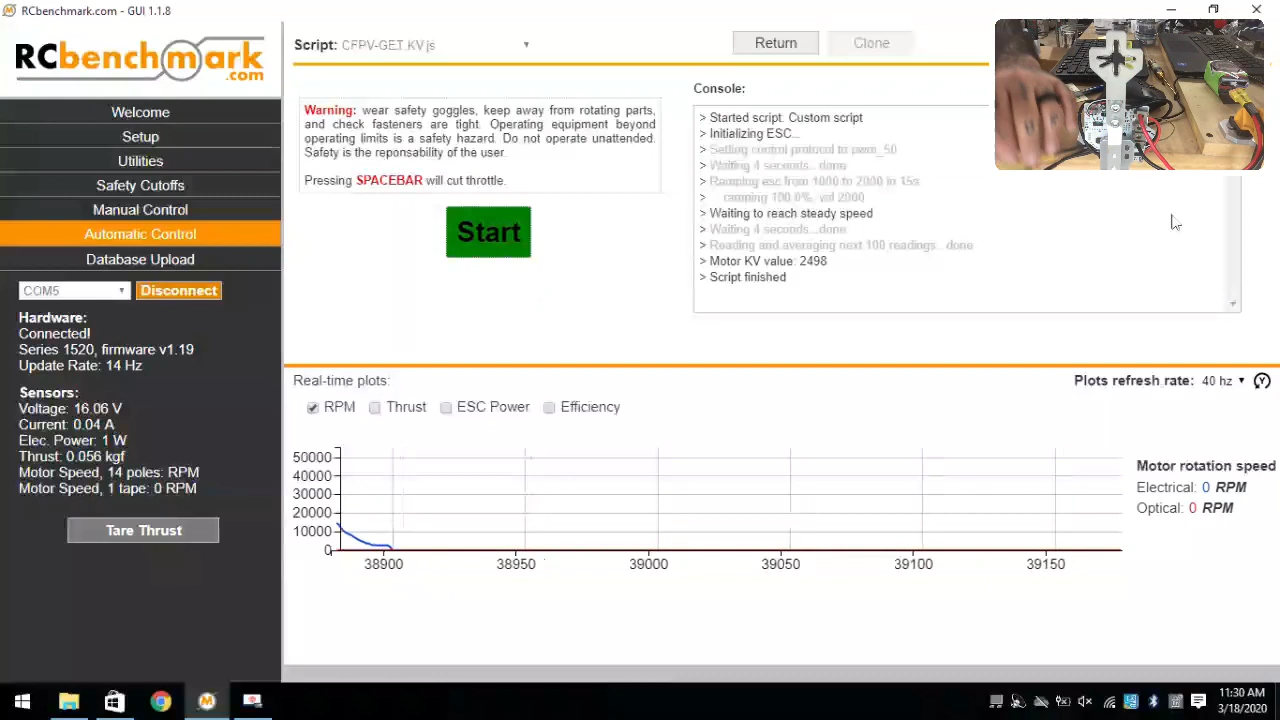 RCbenchmark.com - GUI 1.1.8
RCbenchmark
.com
Welcome
Setup
Utilities
Safety Cutoffs
Manual Control
Automatic Control
Database Upload
COM5
Disconnect
Hardware:
Connected!
Series 1520, firmware v1.19
Update Rate: 14 Hz
Sensors:
Voltage: 16.06 V
Current: 0.04 A
Elec. Power: 1 W
Thrust: 0.056 kgf
Motor Speed, 14 poles: RPM
Motor Speed, 1 tape: 0 RPM
Tare Thrust
Script: CFPV-GET KV.js
Return
Clone
Warning: wear safety goggles, keep away from rotating parts,
and check fasteners are tight. Operating equipment beyond
operating limits is a safety hazard. Do not operate unattended.
Safety is the reponsability of the user.
Pressing SPACEBAR will cut throttle.
Start
Console:
> Started script: Custom script
> Initializing ESC...
> Setting control protocol to pwm_50
> Waiting 4 seconds...done
> Ramping esc from 1000 to 2000 in 15s
> ramping 100.0%, val 2000
> Waiting to reach steady speed
> Waiting 4 seconds...done
> Reading and averaging next 100 readings...done
> Motor KV value: 2498
> Script finished
Real-time plots:
Plots refresh rate: 40 hz
RPM
Thrust
ESC Power
Efficiency
50000
40000
30000
20000
10000
0
38900
38950
39000
39050
39100
39150
Motor rotation speed
Electrical: 0 RPM
Optical: 0 RPM
11:30 AM
3/18/2020